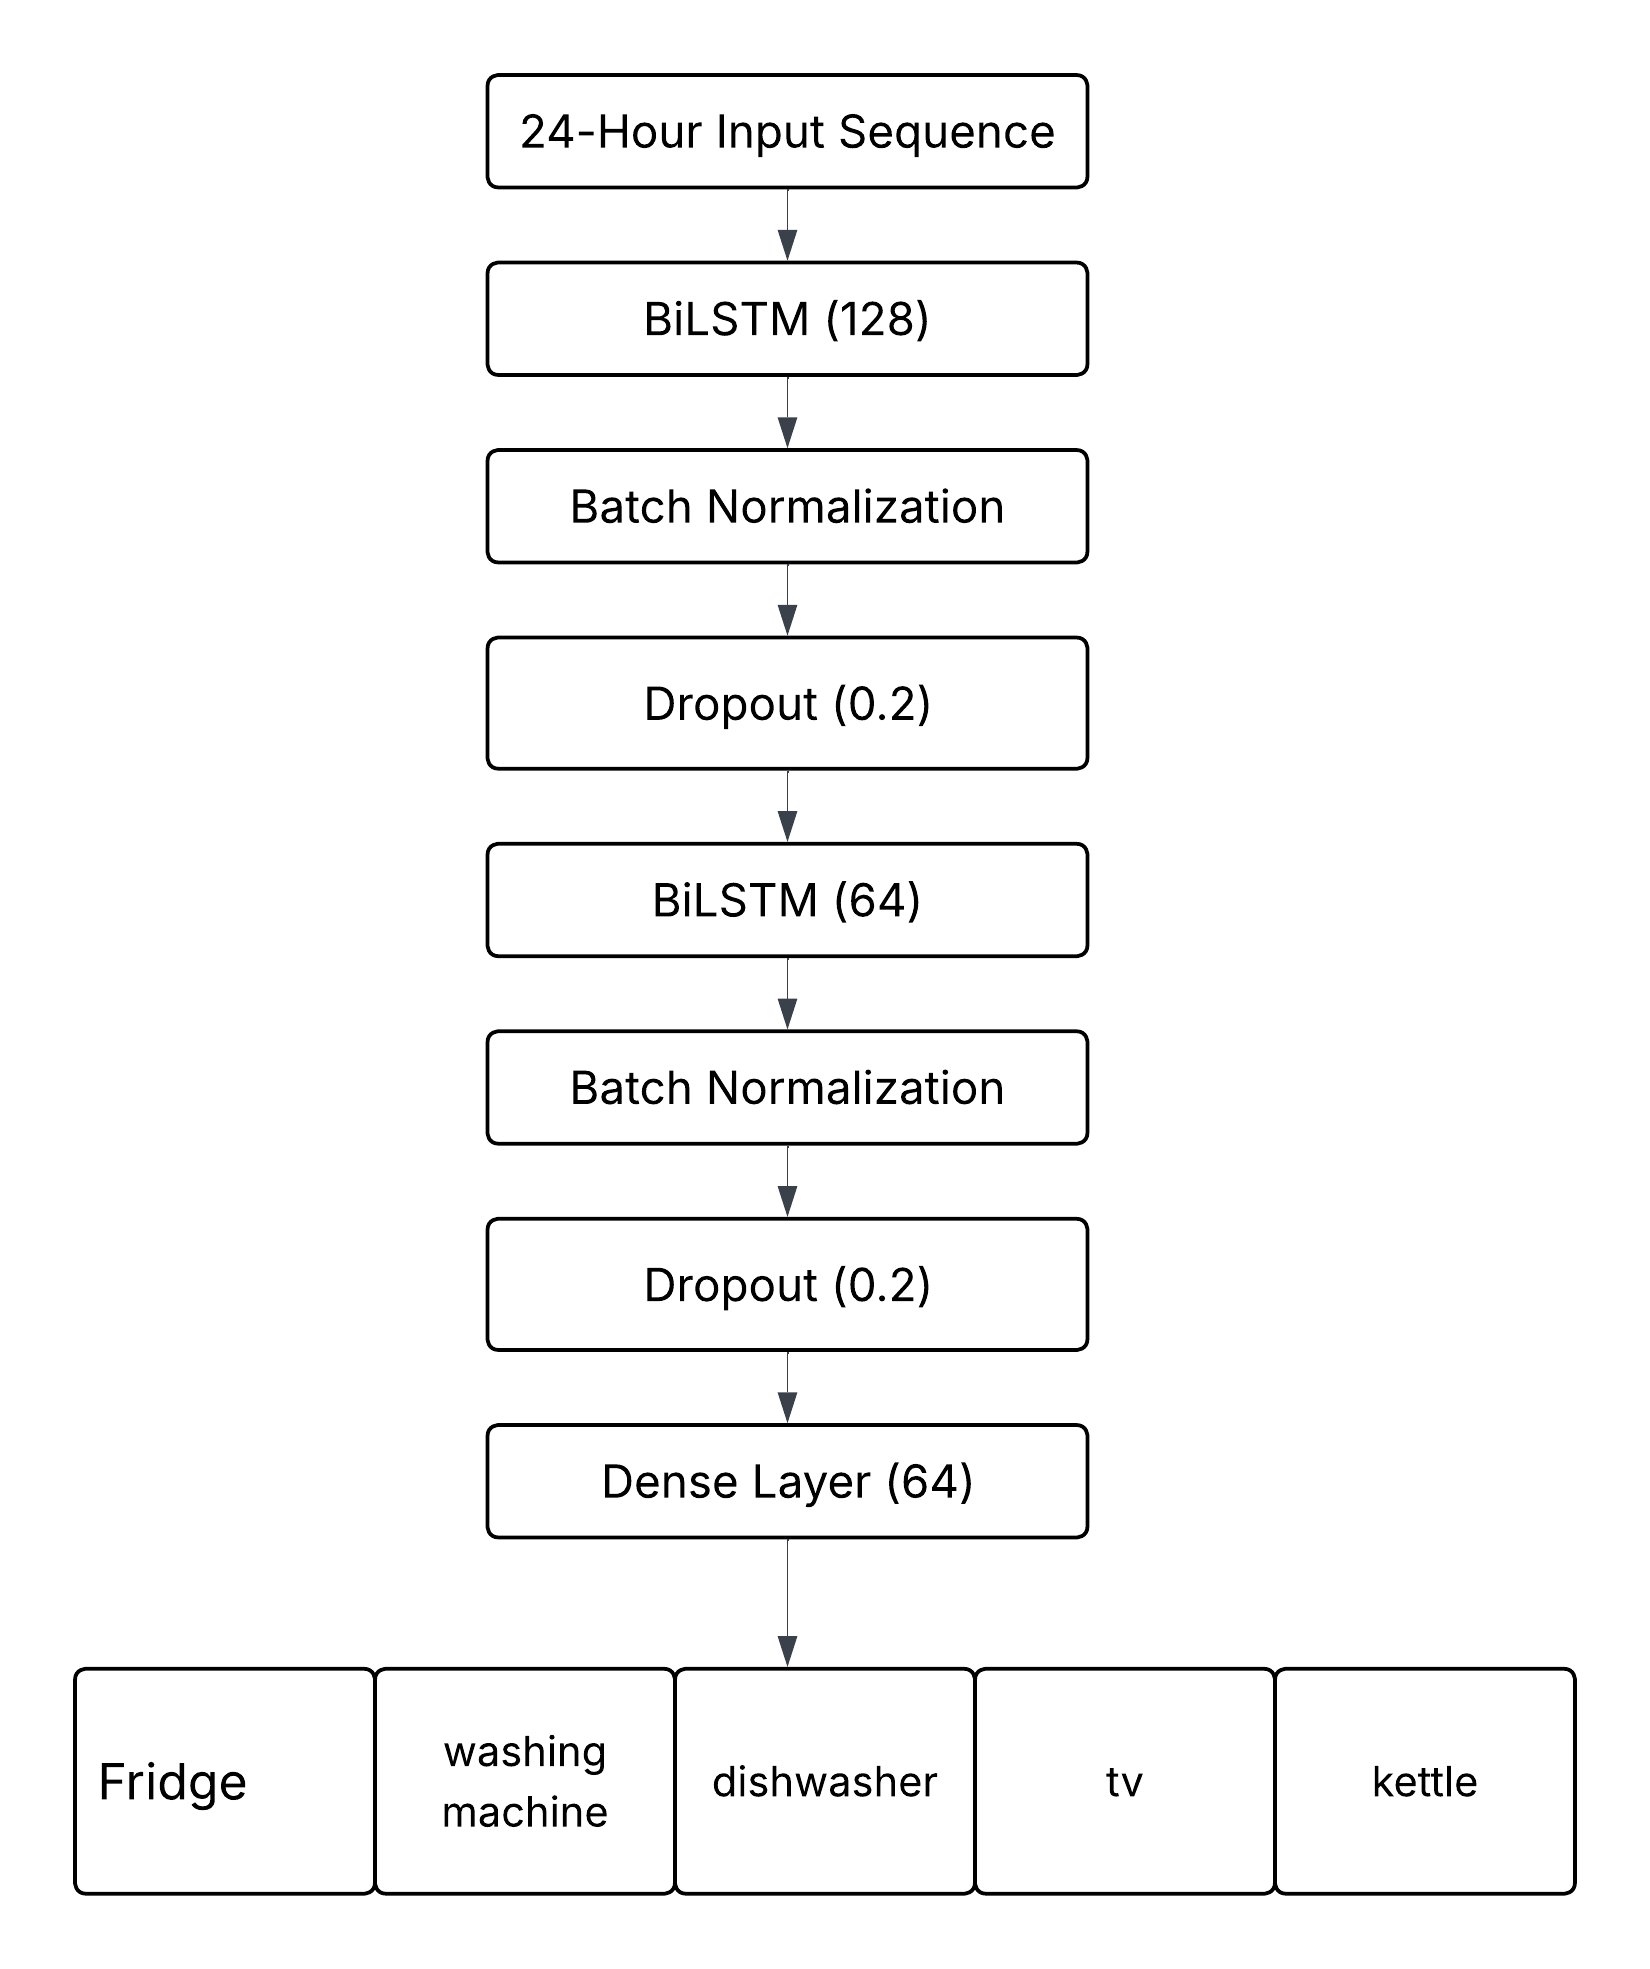 24-Hour Input Sequence
BiLSTM (128)
Batch Normalization
Dropout (0.2)
BiLSTM (64)
Batch Normalization
Dropout (0.2)
Dense Layer (64)
Fridge
washing
machine
dishwasher
tv
kettle